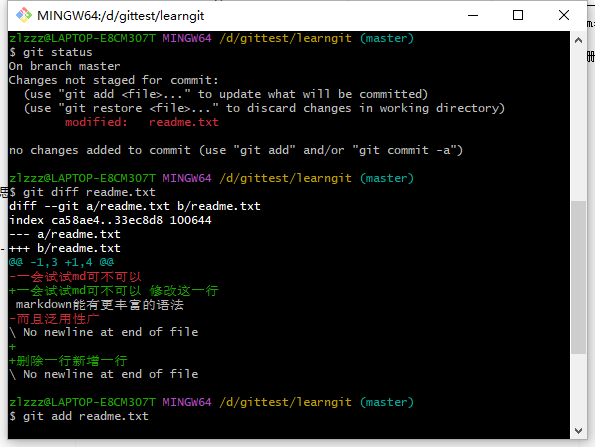 MINGW64:/d/gittest/learngit
zlzzz@LAPTOP-E8CM3O7T MINGW64 /d/gittest/learngit (master)
$ git status
On branch master
Changes not staged for commit:
  (use "git add <file>..." to update what will be committed)
  (use "git restore <file>..." to discard changes in working directory)
        modified:   readme.txt

no changes added to commit (use "git add" and/or "git commit -a")

zlzzz@LAPTOP-E8CM3O7T MINGW64 /d/gittest/learngit (master)
$ git diff readme.txt
diff --git a/readme.txt b/readme.txt
index ca58ae4..33ec8d8 100644
--- a/readme.txt
+++ b/readme.txt
@@ -1,3 +1,4 @@
-一会试试md可不可以
+一会试试md可不可以 修改这一行
 markdown能有更丰富的语法
-而且泛用性广
\ No newline at end of file
+
+删除一行新增一行
\ No newline at end of file

zlzzz@LAPTOP-E8CM3O7T MINGW64 /d/gittest/learngit (master)
$ git add readme.txt